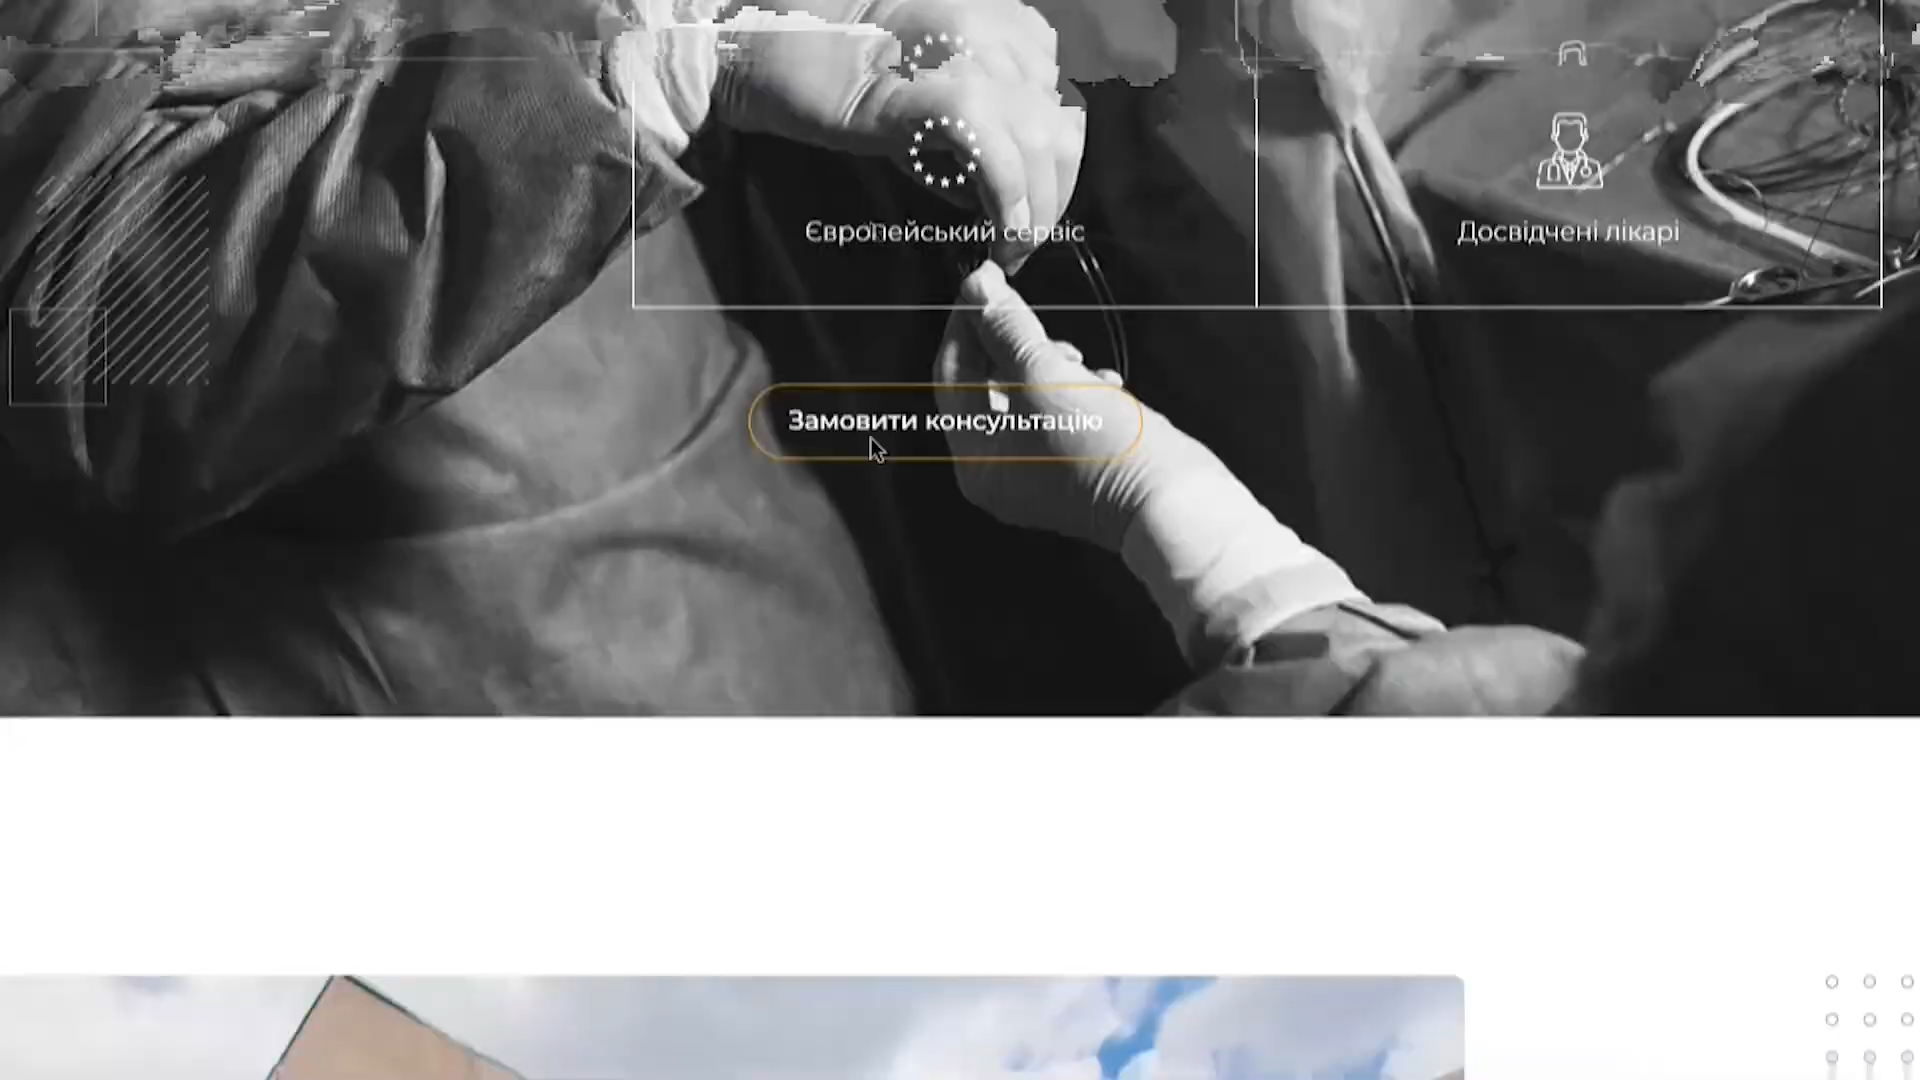 Європейський сервіс
Досвідчені лікарі
Замовити консультацію